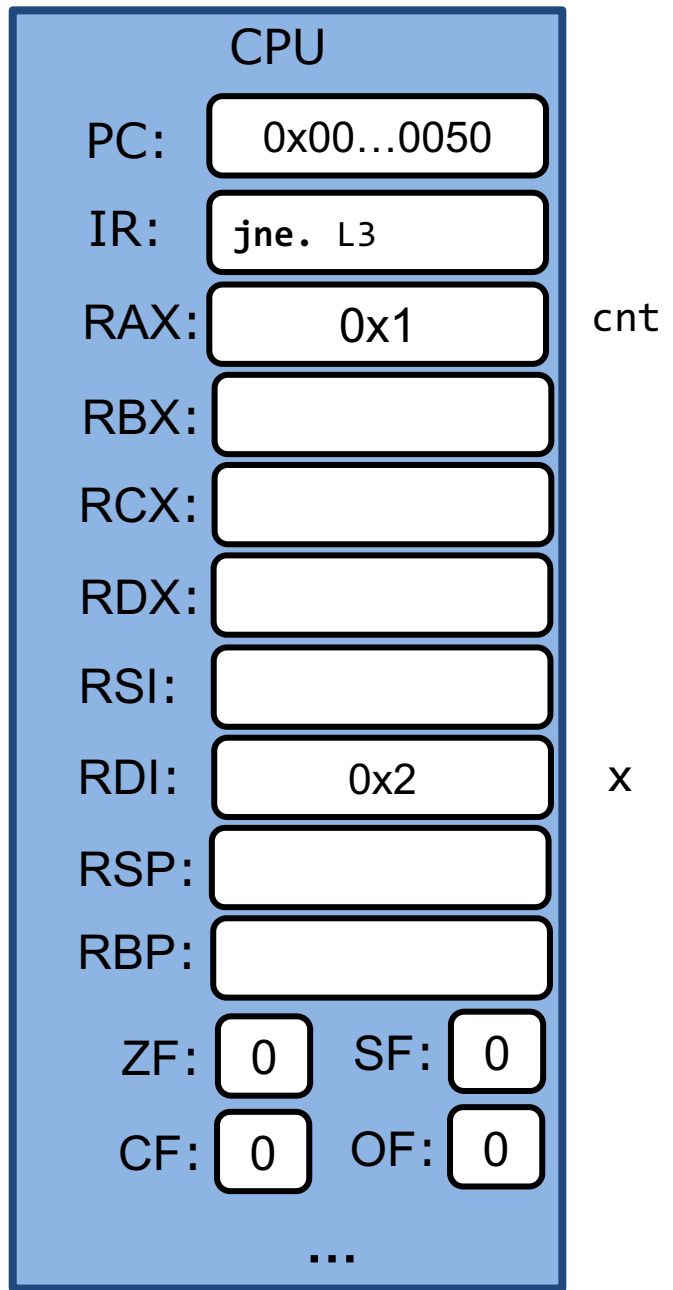 CPU
PC: 0x00...0050
IR: jne. L3
RAX: 0x1 cnt
RBX:
RCX:
RDX:
RSI:
RDI: 0x2 x
RSP:
RBP:
ZF: 0 SF: 0
CF: 0 OF: 0
...